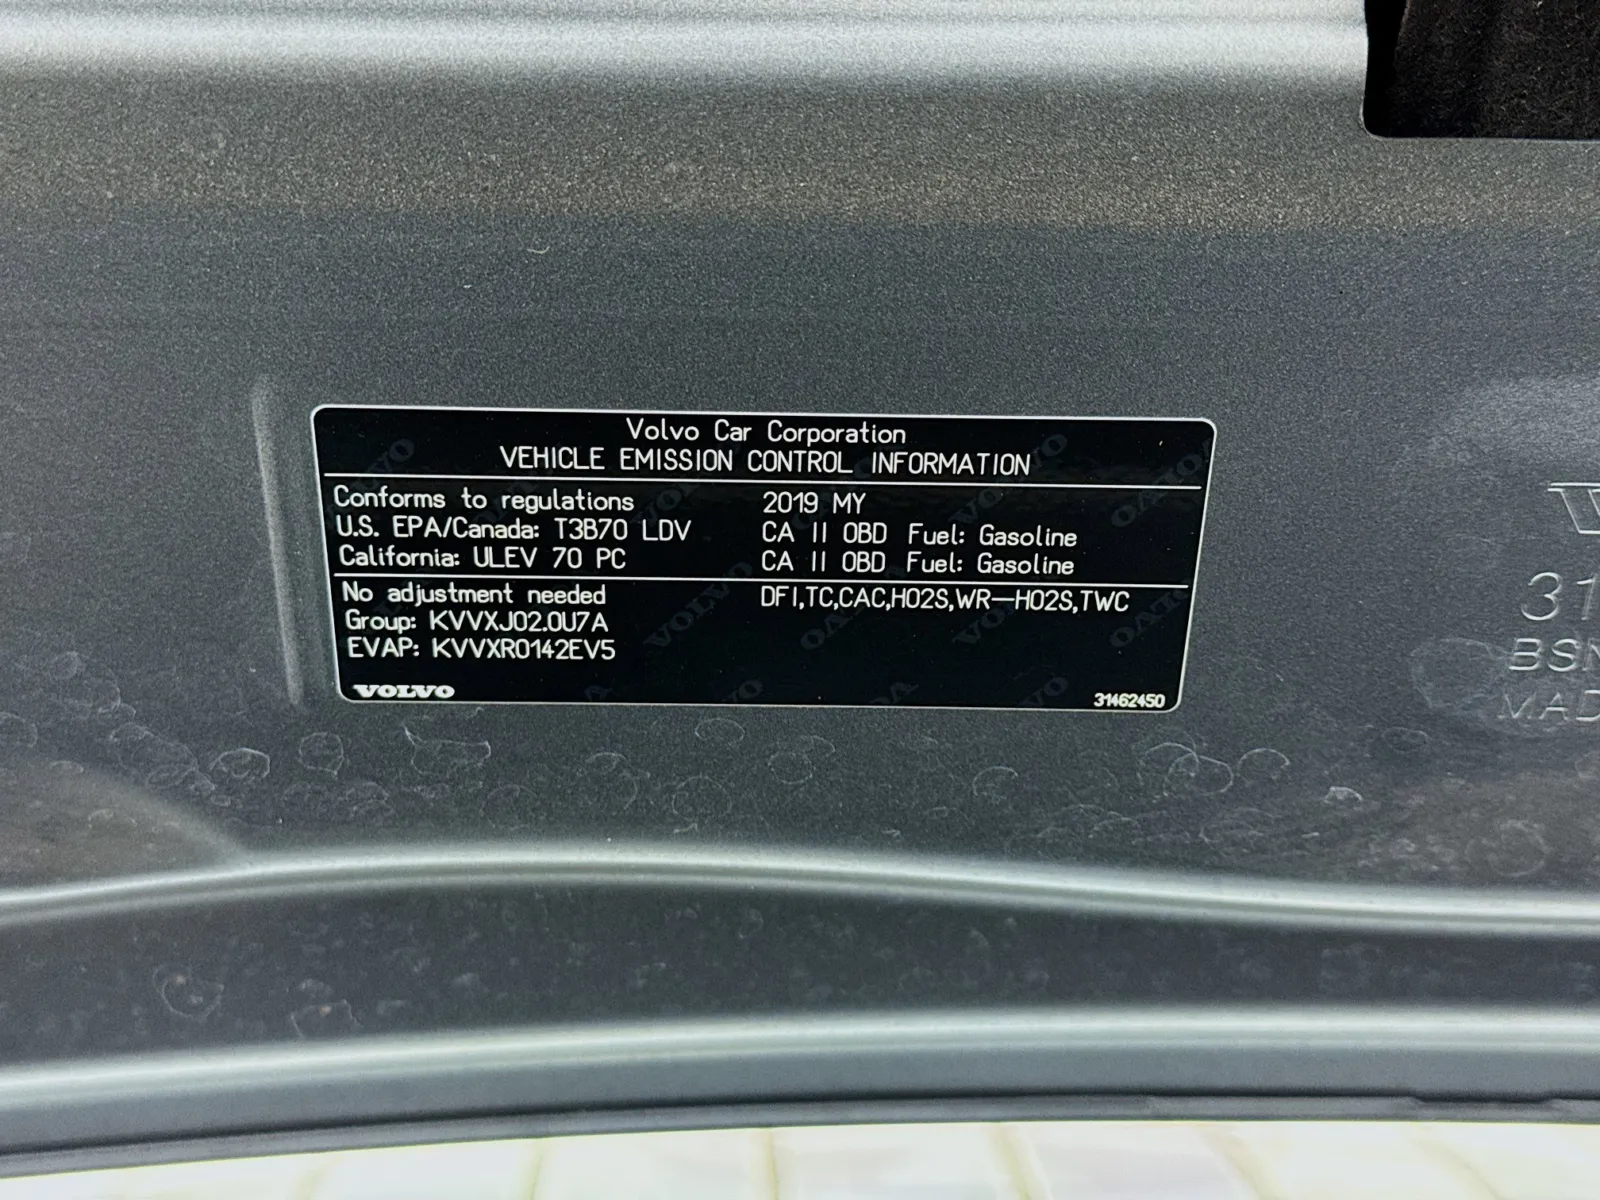 Volvo Car Corporation
VEHICLE EMISSION CONTROL INFORMATION
Conforms to regulations 2019 MY
U.S. EPA/Canada: T3B70 LDV CA II OBD Fuel: Gasoline
California: ULEV 70 PC CA II OBD Fuel: Gasoline
No adjustment needed DFI,TC,CAC,HO2S,WR-HO2S,TWC
Group: KVVXJ02.0U7A
EVAP: KVVXR0142EV5
VOLVO 31462450